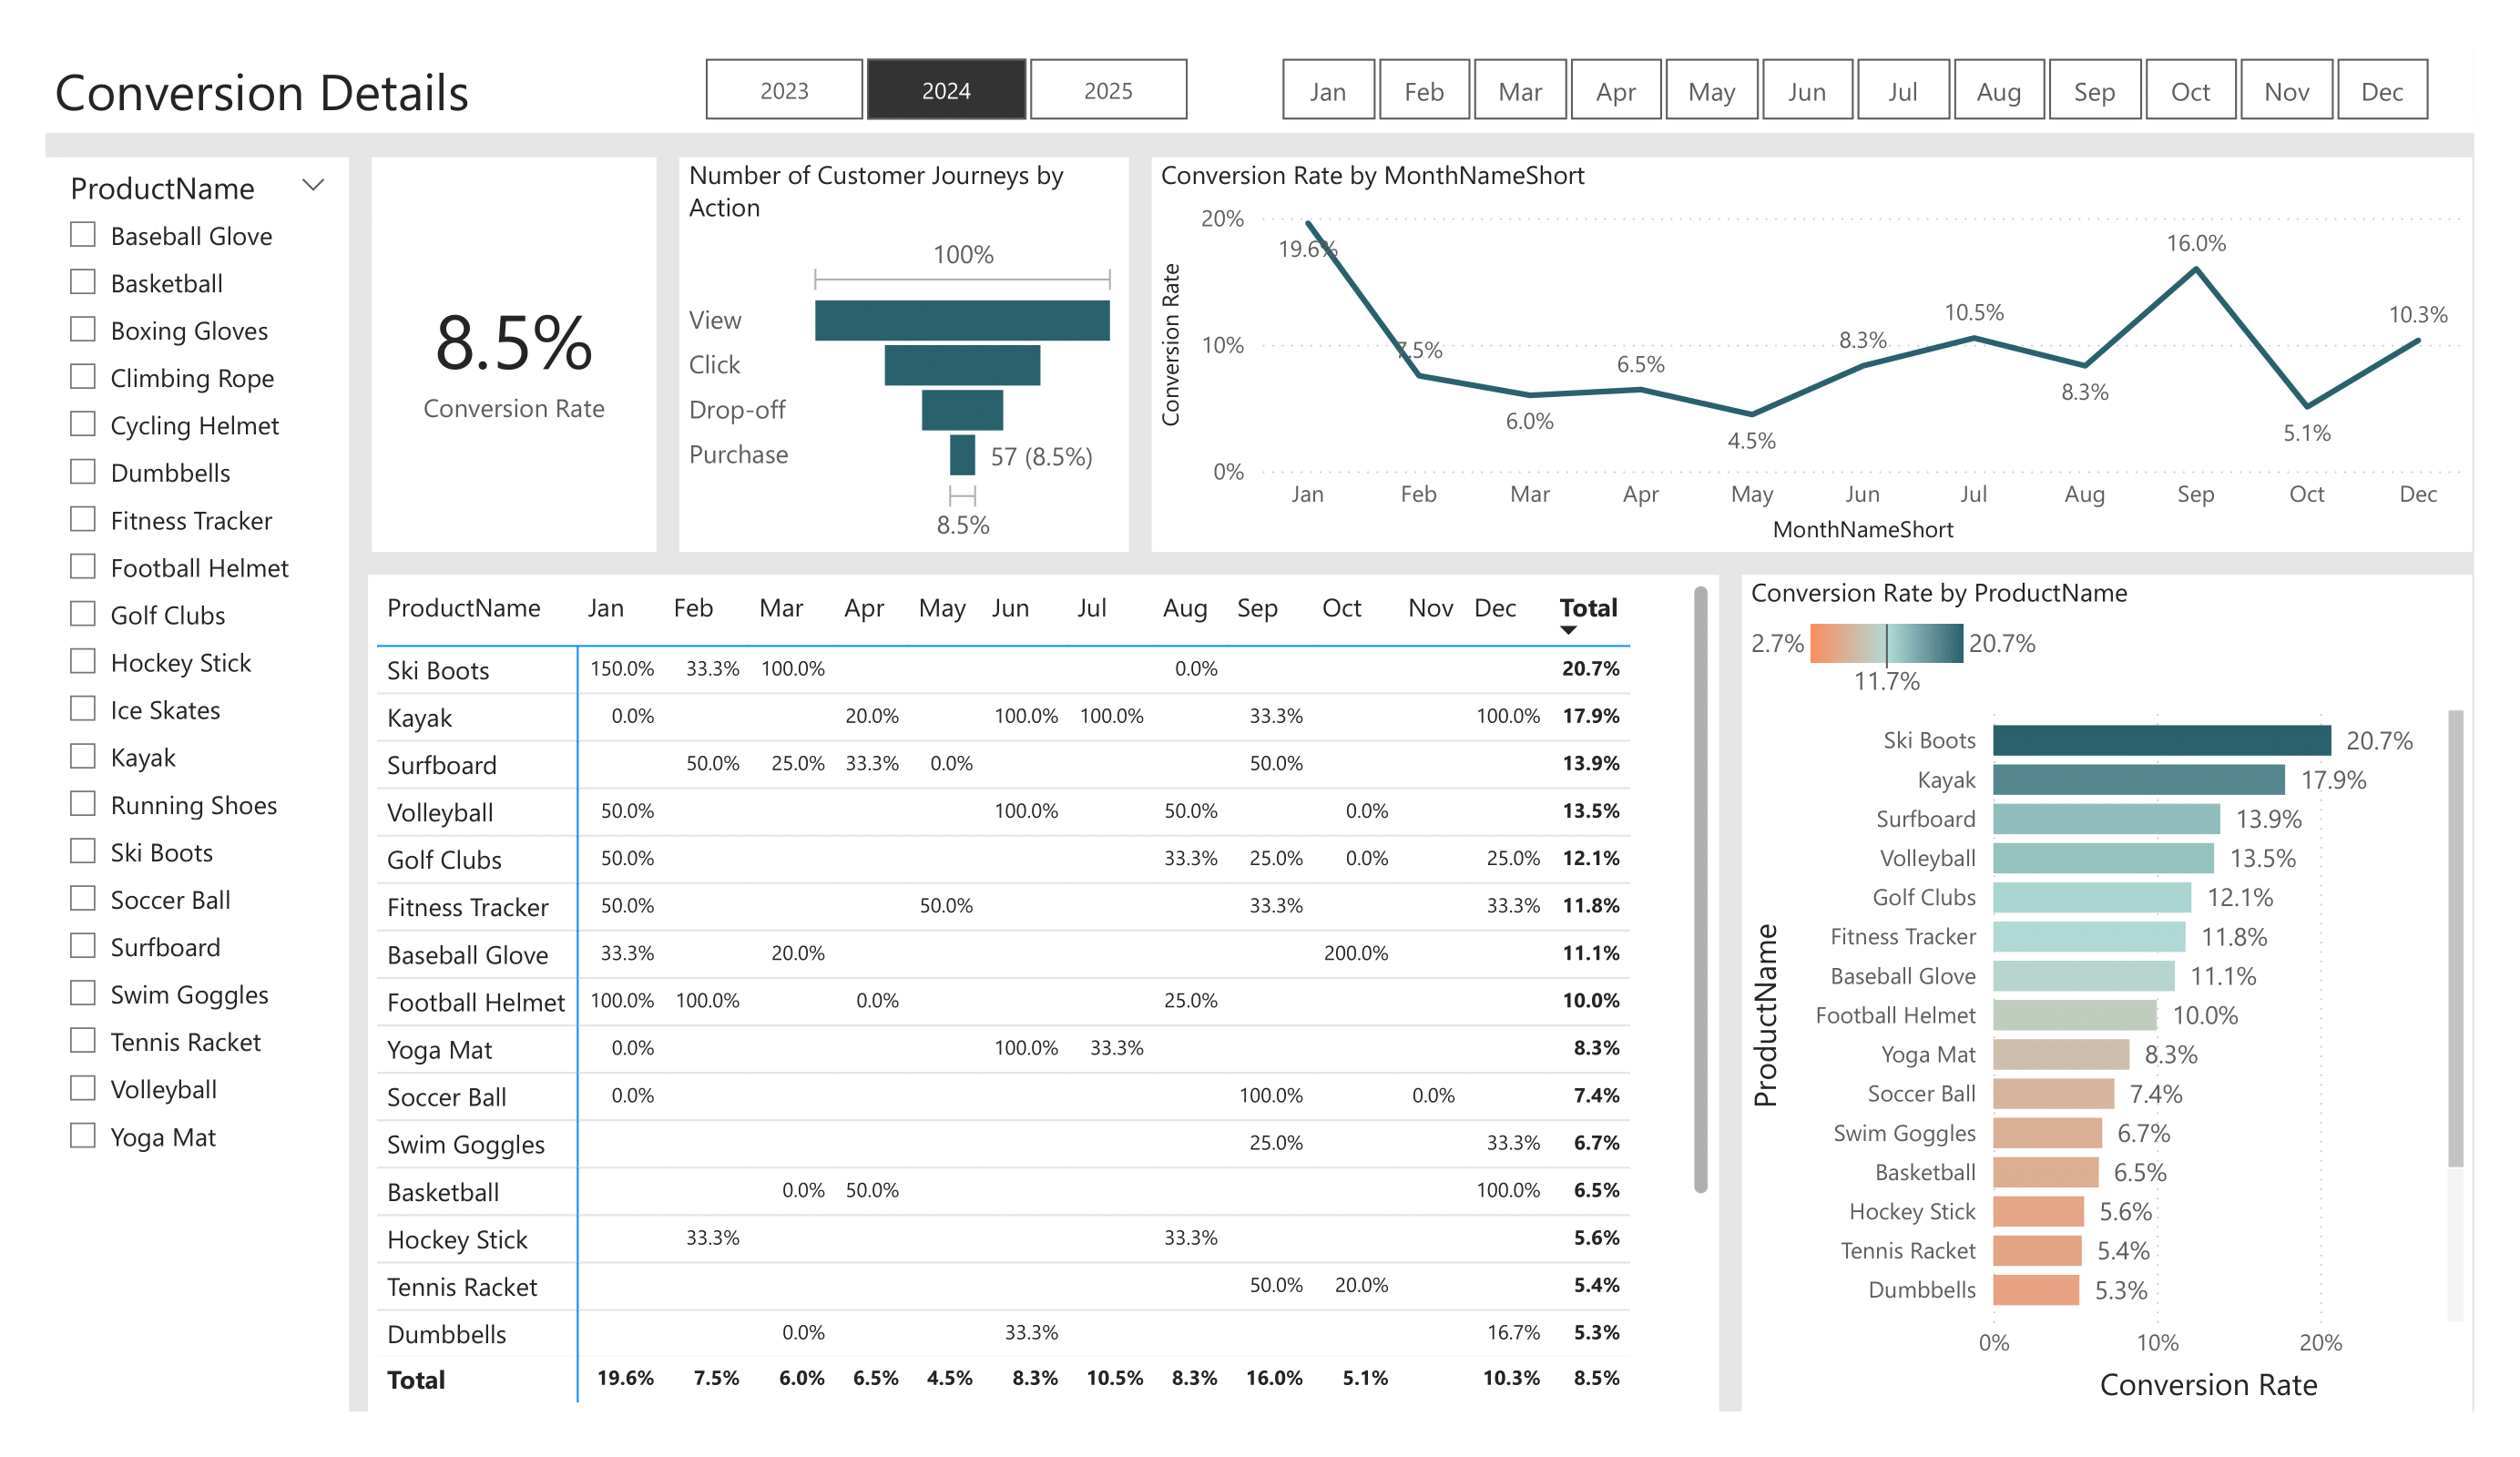 Conversion Details
2023 2024 2025
Jan Feb Mar Apr May Jun Jul Aug Sep Oct Nov Dec
ProductName
Baseball Glove
Basketball
Boxing Gloves
Climbing Rope
Cycling Helmet
Dumbbells
Fitness Tracker
Football Helmet
Golf Clubs
Hockey Stick
Ice Skates
Kayak
Running Shoes
Ski Boots
Soccer Ball
Surfboard
Swim Goggles
Tennis Racket
Volleyball
Yoga Mat
8.5%
Conversion Rate
Number of Customer Journeys by
Action
100%
View
Click
Drop-off
Purchase 57 (8.5%)
8.5%
Conversion Rate by MonthNameShort
Conversion Rate
20%
10%
0%
19.6% 7.5% 6.0% 6.5% 4.5% 8.3% 10.5% 8.3% 16.0% 5.1% 10.3%
Jan Feb Mar Apr May Jun Jul Aug Sep Oct Dec
MonthNameShort
ProductName Jan Feb Mar Apr May Jun Jul Aug Sep Oct Nov Dec Total
Ski Boots 150.0% 33.3% 100.0% 0.0% 20.7%
Kayak 0.0% 20.0% 100.0% 100.0% 33.3% 100.0% 17.9%
Surfboard 50.0% 25.0% 33.3% 0.0% 50.0% 13.9%
Volleyball 50.0% 100.0% 50.0% 0.0% 13.5%
Golf Clubs 50.0% 33.3% 25.0% 0.0% 25.0% 12.1%
Fitness Tracker 50.0% 50.0% 33.3% 33.3% 11.8%
Baseball Glove 33.3% 20.0% 200.0% 11.1%
Football Helmet 100.0% 100.0% 0.0% 25.0% 10.0%
Yoga Mat 0.0% 100.0% 33.3% 8.3%
Soccer Ball 0.0% 100.0% 0.0% 7.4%
Swim Goggles 25.0% 33.3% 6.7%
Basketball 0.0% 50.0% 100.0% 6.5%
Hockey Stick 33.3% 33.3% 5.6%
Tennis Racket 50.0% 20.0% 5.4%
Dumbbells 0.0% 33.3% 16.7% 5.3%
Total 19.6% 7.5% 6.0% 6.5% 4.5% 8.3% 10.5% 8.3% 16.0% 5.1% 10.3% 8.5%
Conversion Rate by ProductName
2.7% 20.7%
11.7%
ProductName
Ski Boots 20.7%
Kayak 17.9%
Surfboard 13.9%
Volleyball 13.5%
Golf Clubs 12.1%
Fitness Tracker 11.8%
Baseball Glove 11.1%
Football Helmet 10.0%
Yoga Mat 8.3%
Soccer Ball 7.4%
Swim Goggles 6.7%
Basketball 6.5%
Hockey Stick 5.6%
Tennis Racket 5.4%
Dumbbells 5.3%
0% 10% 20%
Conversion Rate